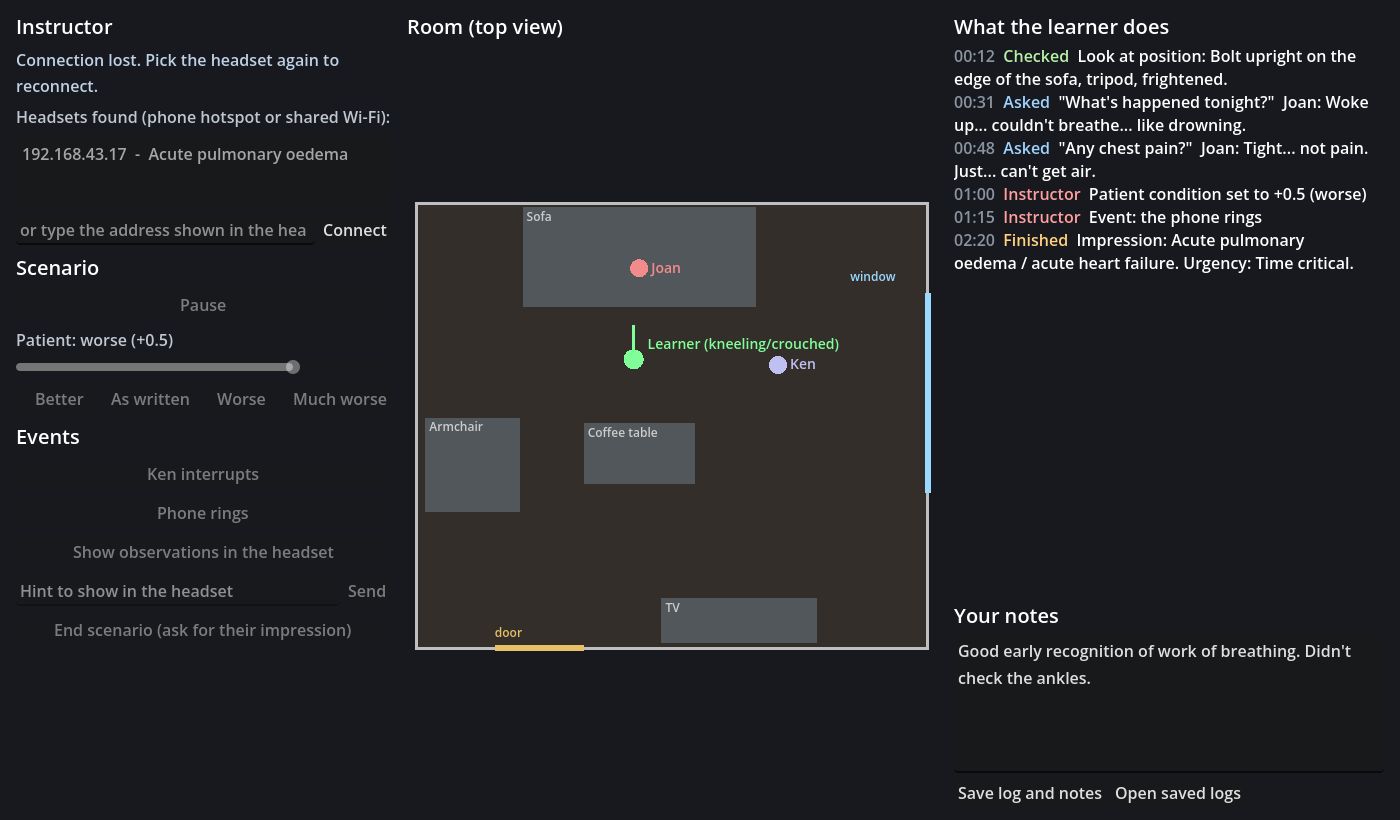 Instructor
Connection lost. Pick the headset again to
reconnect.
Headsets found (phone hotspot or shared Wi-Fi):
192.168.43.17 - Acute pulmonary oedema
or type the address shown in the hea
Connect
Scenario
Pause
Patient: worse (+0.5)
Better As written Worse Much worse
Events
Ken interrupts
Phone rings
Show observations in the headset
Hint to show in the headset Send
End scenario (ask for their impression)
Room (top view)
Sofa
Joan
window
Learner (kneeling/crouched)
Ken
Armchair
Coffee table
TV
door
What the learner does
00:12 Checked Look at position: Bolt upright on the
edge of the sofa, tripod, frightened.
00:31 Asked "What's happened tonight?" Joan: Woke
up... couldn't breathe... like drowning.
00:48 Asked "Any chest pain?" Joan: Tight... not pain.
Just... can't get air.
01:00 Instructor Patient condition set to +0.5 (worse)
01:15 Instructor Event: the phone rings
02:20 Finished Impression: Acute pulmonary
oedema / acute heart failure. Urgency: Time critical.
Your notes
Good early recognition of work of breathing. Didn't
check the ankles.
Save log and notes Open saved logs